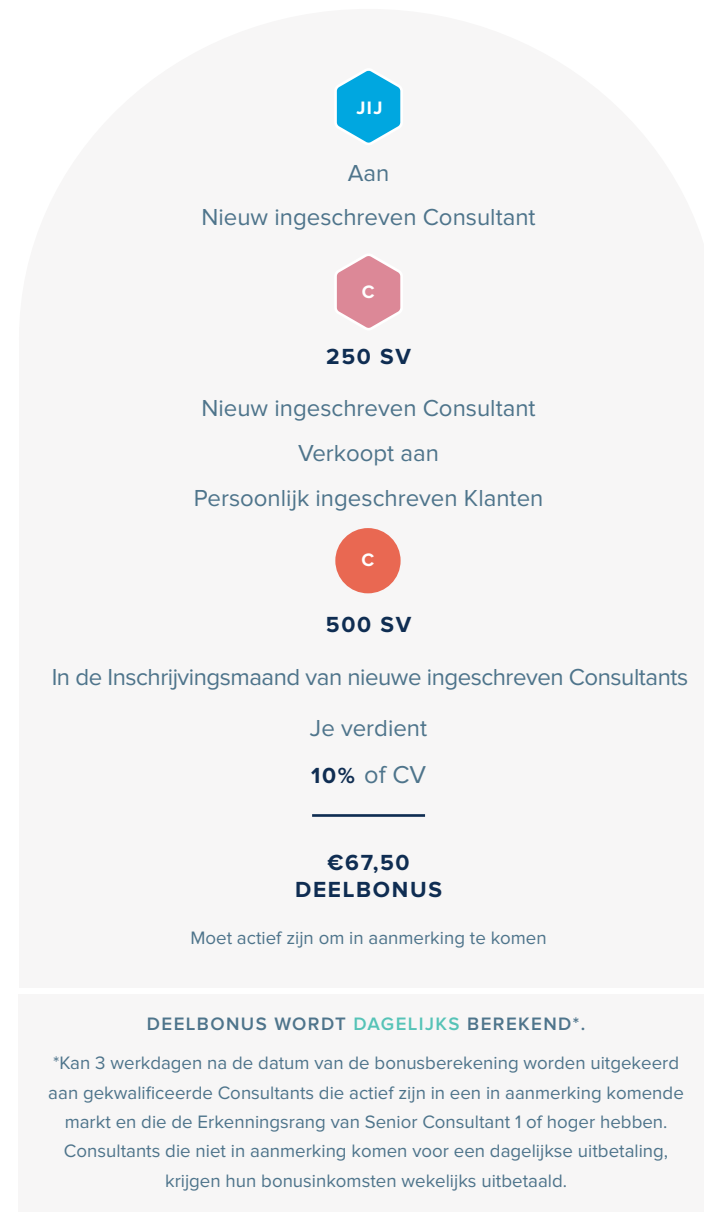 JIJ
Aan
Nieuw ingeschreven Consultant
C
250 SV
Nieuw ingeschreven Consultant
Verkoopt aan
Persoonlijk ingeschreven Klanten
C
500 SV
In de Inschrijvingsmaand van nieuwe ingeschreven Consultants
Je verdient
10% of CV
€67,50
DEELBONUS
Moet actief zijn om in aanmerking te komen
DEELBONUS WORDT DAGELIJKS BEREKEND*.
*Kan 3 werkdagen na de datum van de bonusberekening worden uitgekeerd
aan gekwalificeerde Consultants die actief zijn in een in aanmerking komende
markt en die de Erkenningsrang van Senior Consultant 1 of hoger hebben.
Consultants die niet in aanmerking komen voor een dagelijkse uitbetaling,
krijgen hun bonusinkomsten wekelijks uitbetaald.